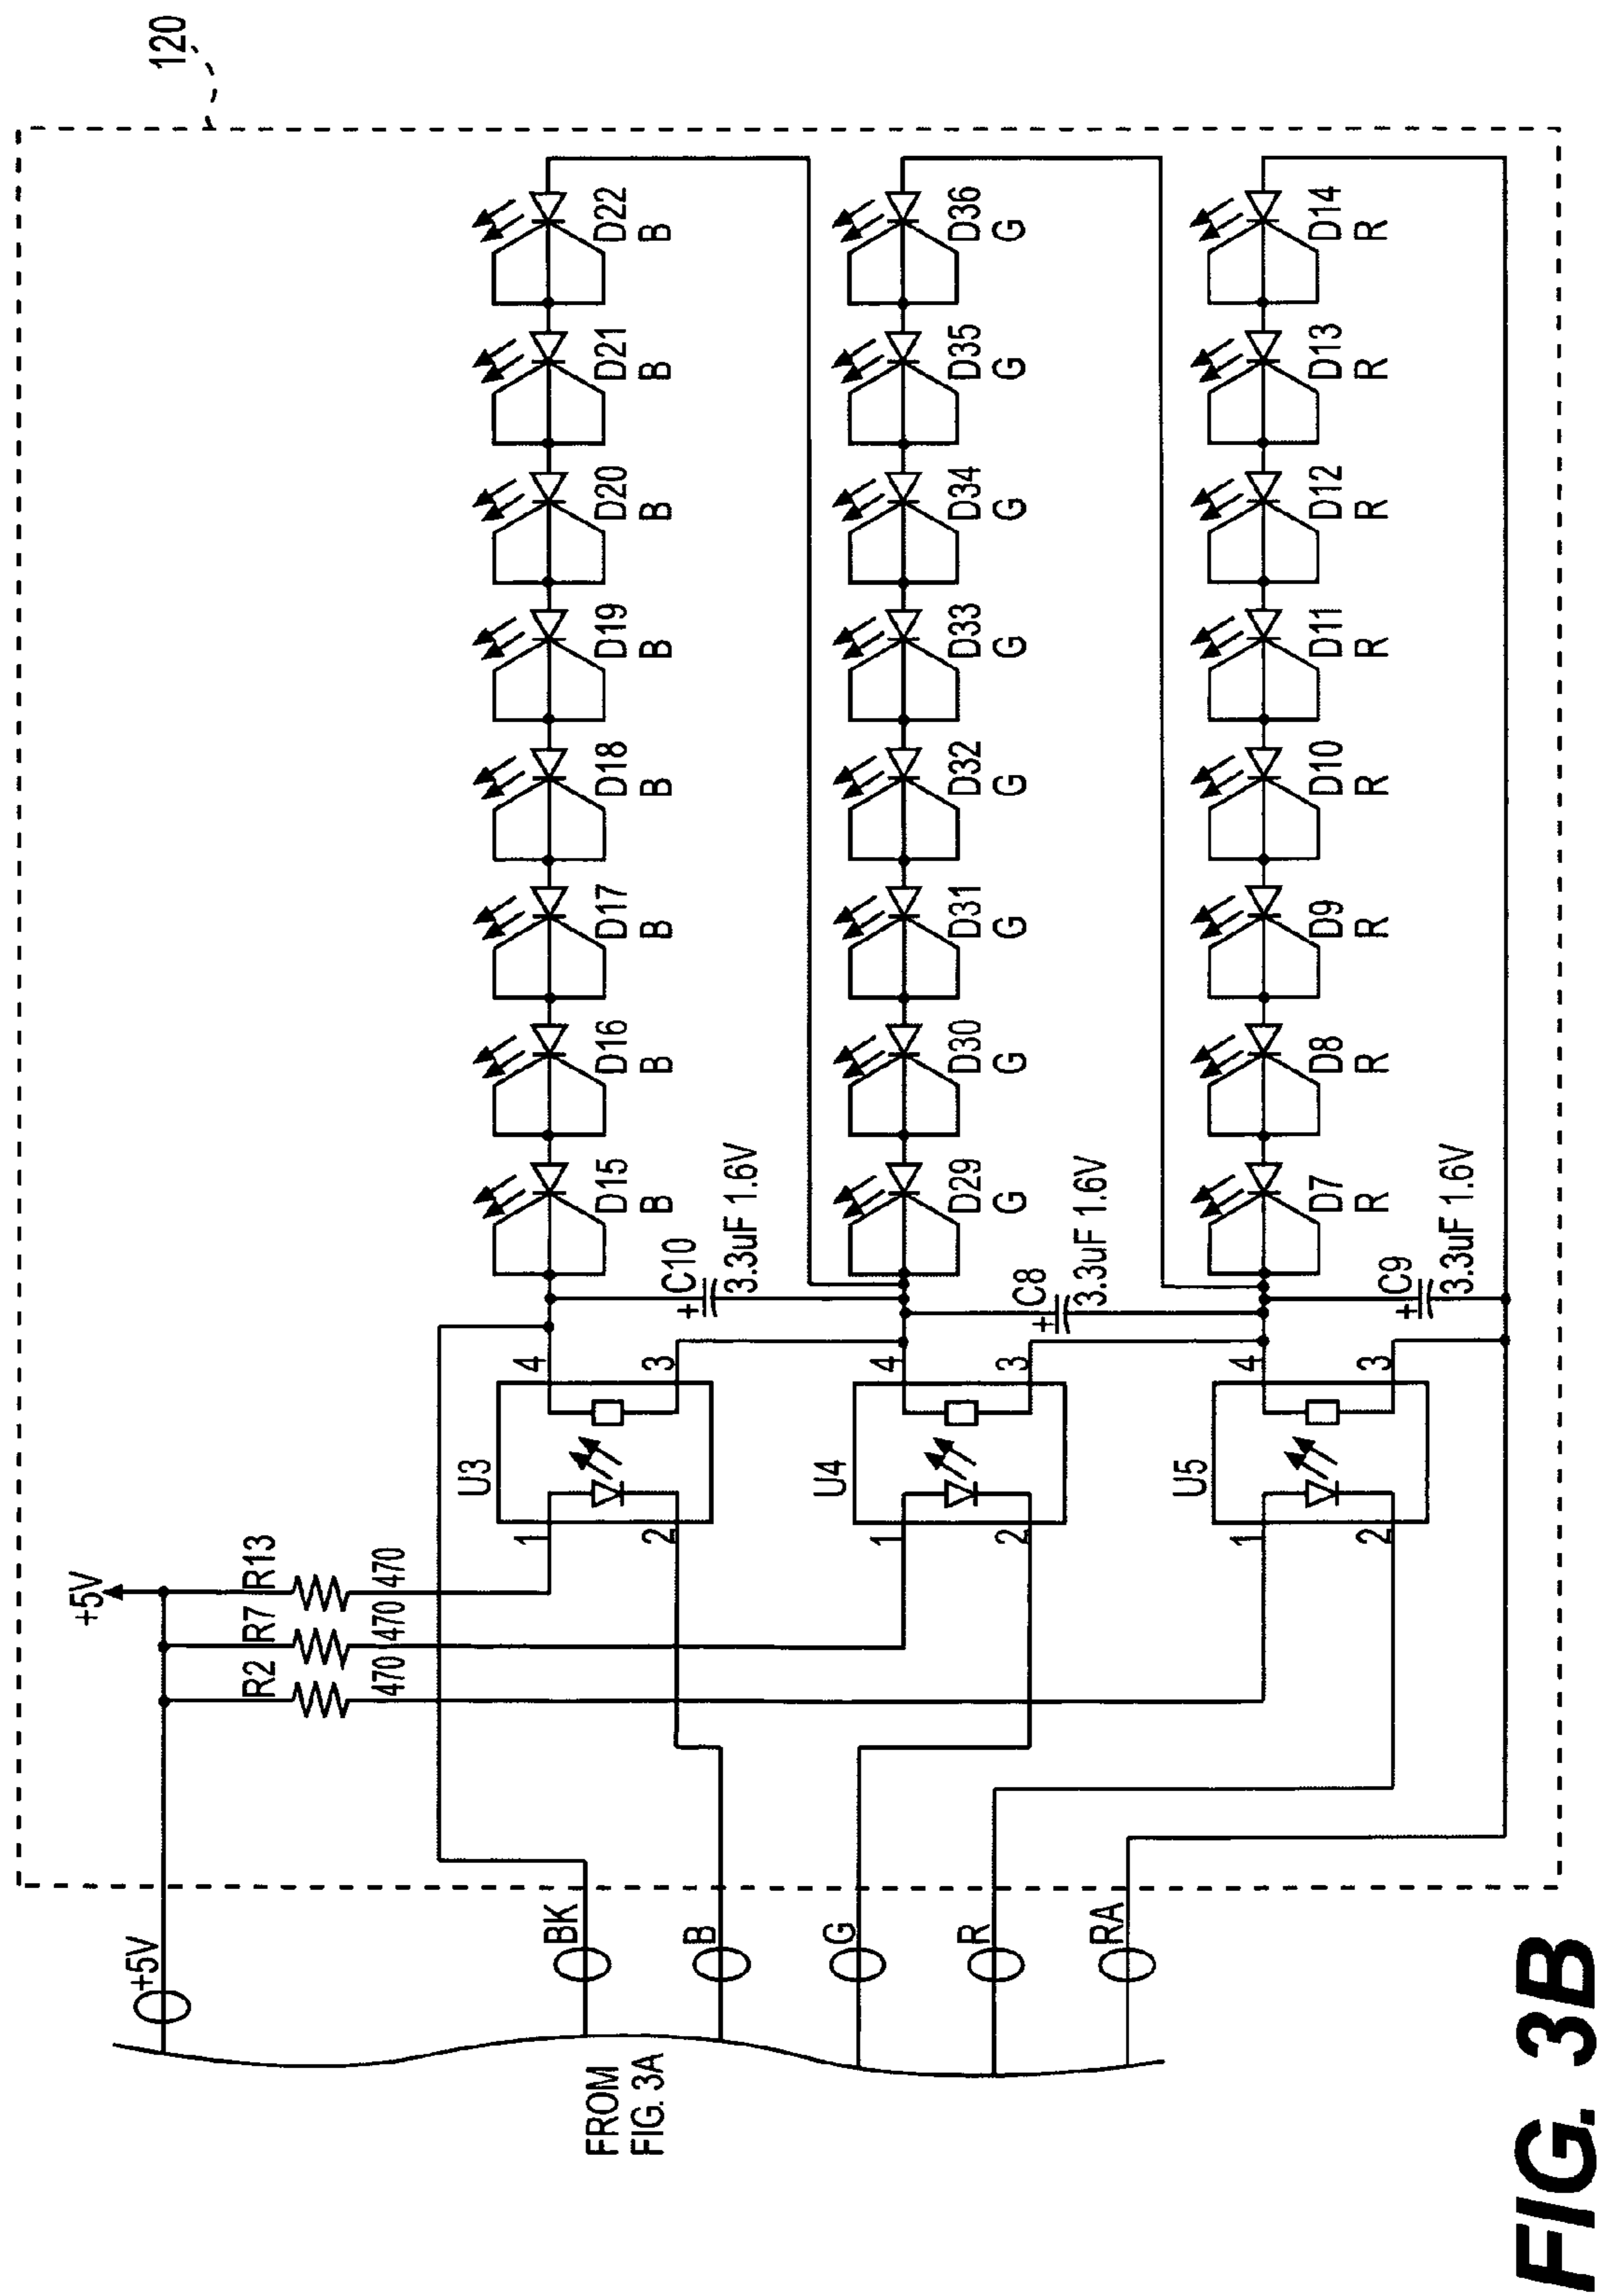 120
+5V
R13
470
R7
470
R2
470
+5V
BK
B
G
R
RA
FROM
FIG. 3A
U3
1
2
4
3
D15
B
D16
B
D17
B
D18
B
D19
B
D20
B
D21
B
D22
B
+
C10
3.3uF 1.6V
U4
1
2
4
3
D29
G
D30
G
D31
G
D32
G
D33
G
D34
G
D35
G
D36
G
+
C8
3.3uF 1.6V
U5
1
2
4
3
D7
R
D8
R
D9
R
D10
R
D11
R
D12
R
D13
R
D14
R
+
C9
3.3uF 1.6V
FIG. 3B